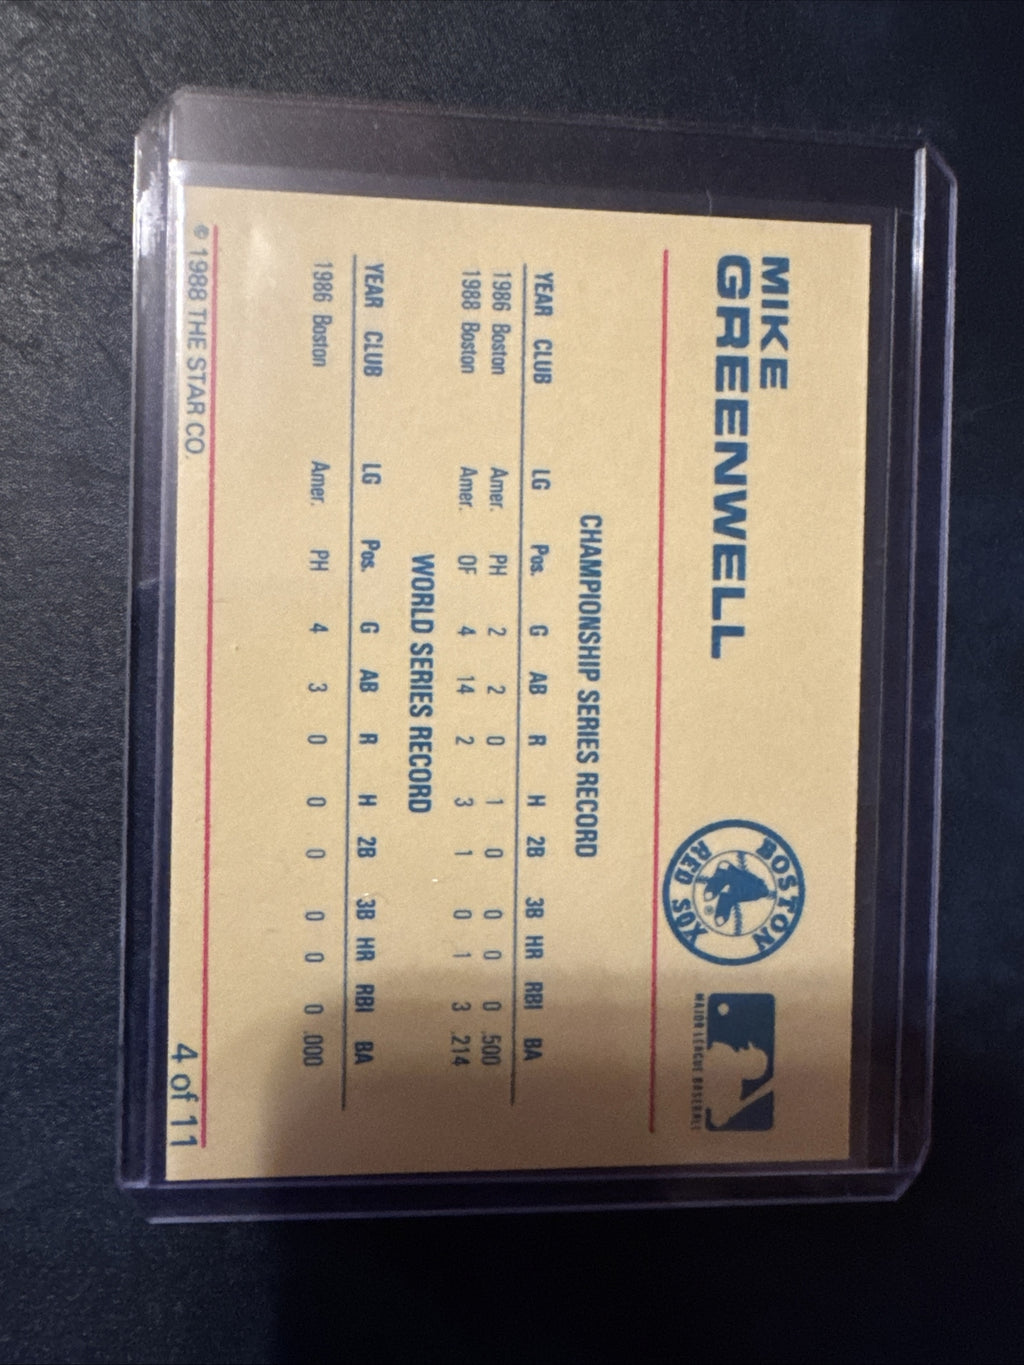 MIKE
GREENWELL
BOSTON
RED SOX
®
MAJOR LEAGUE BASEBALL
CHAMPIONSHIP SERIES RECORD
YEAR CLUB LG Pos. G AB R H 2B 3B HR RBI BA
1986 Boston Amer. PH 2 2 0 1 0 0 0 0 .500
1988 Boston Amer. OF 4 14 2 3 1 0 1 3 .214
WORLD SERIES RECORD
YEAR CLUB LG Pos. G AB R H 2B 3B HR RBI BA
1986 Boston Amer. PH 4 3 0 0 0 0 0 0 .000
© 1988 THE STAR CO. 4 of 11